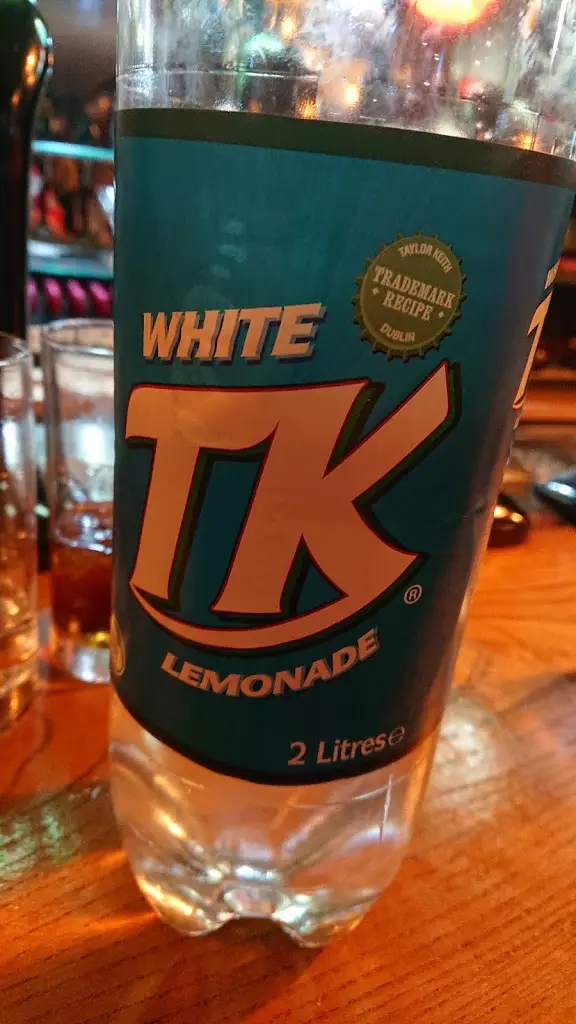 TAYLOR KEITH
TRADEMARK
RECIPE
DUBLIN
WHITE
TK
®
LEMONADE
2 Litres ℮